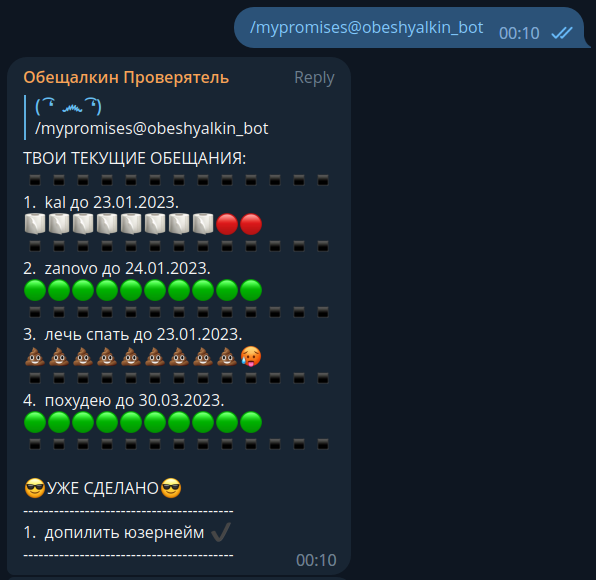 /mypromises@obeshyalkin_bot 00:10
Обещалкин Проверятель Reply
( ͡° ෴ ͡°)
/mypromises@obeshyalkin_bot
ТВОИ ТЕКУЩИЕ ОБЕЩАНИЯ:
1. kal до 23.01.2023.
2. zanovo до 24.01.2023.
3. лечь спать до 23.01.2023.
4. похудею до 30.03.2023.
😎УЖЕ СДЕЛАНО😎
-----------------------------------------
1. допилить юзернейм ✔
-----------------------------------------
00:10